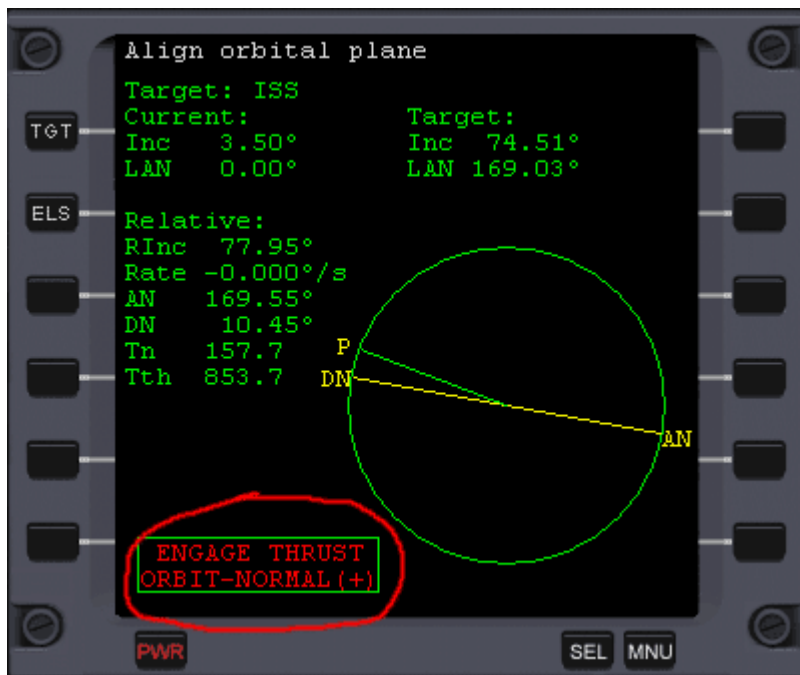 Align orbital plane
Target: ISS
Current: Target:
Inc 3.50° Inc 74.51°
LAN 0.00° LAN 169.03°
TGT
ELS
Relative:
RInc 77.95°
Rate -0.000°/s
AN 169.55°
DN 10.45°
Tn 157.7
Tth 853.7
P
DN
AN
ENGAGE THRUST
ORBIT-NORMAL(+)
PWR SEL MNU